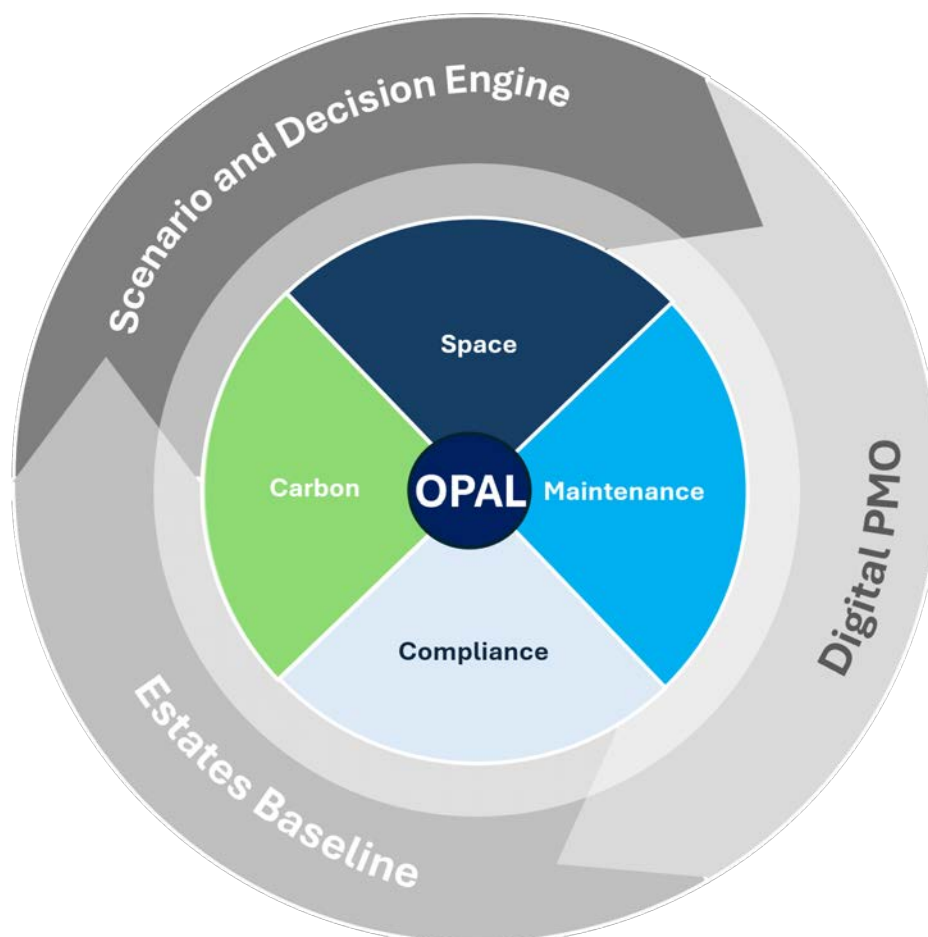 Scenario and Decision Engine
Space
Carbon
OPAL
Maintenance
Digital PMO
Compliance
Estates Baseline